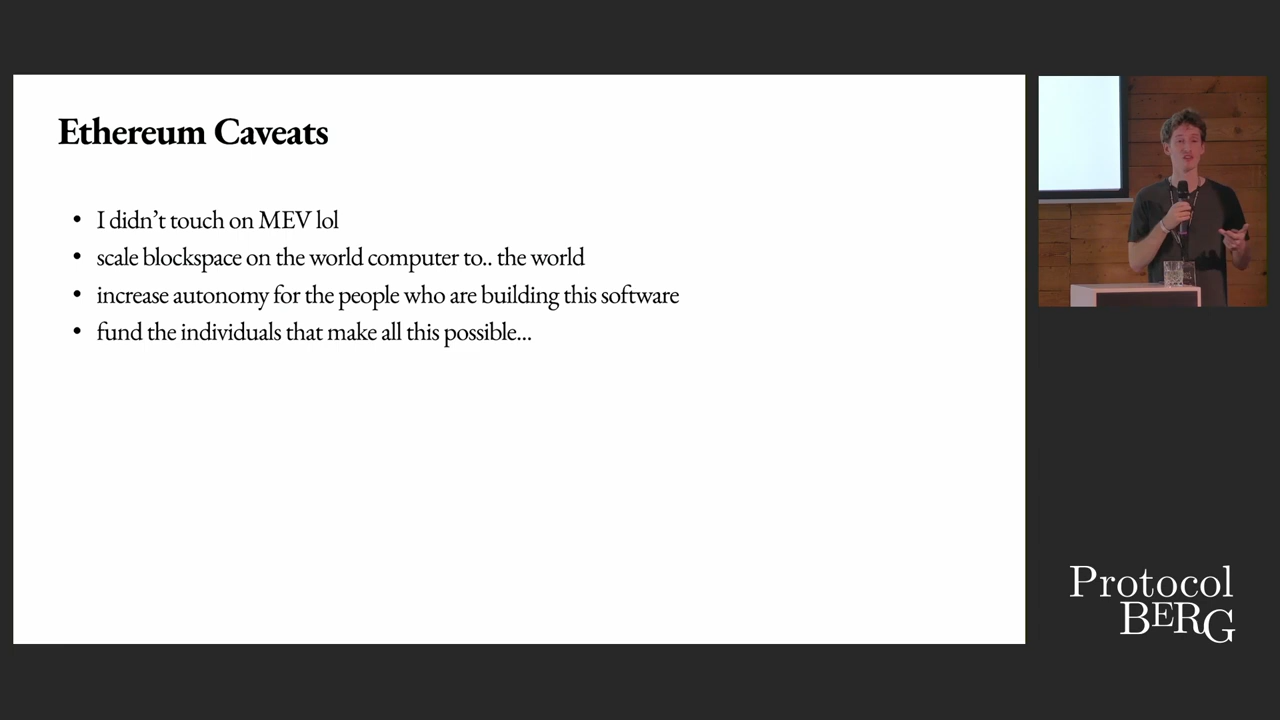 Ethereum Caveats
• I didn’t touch on MEV lol
• scale blockspace on the world computer to.. the world
• increase autonomy for the people who are building this software
• fund the individuals that make all this possible...
Protocol
BERG